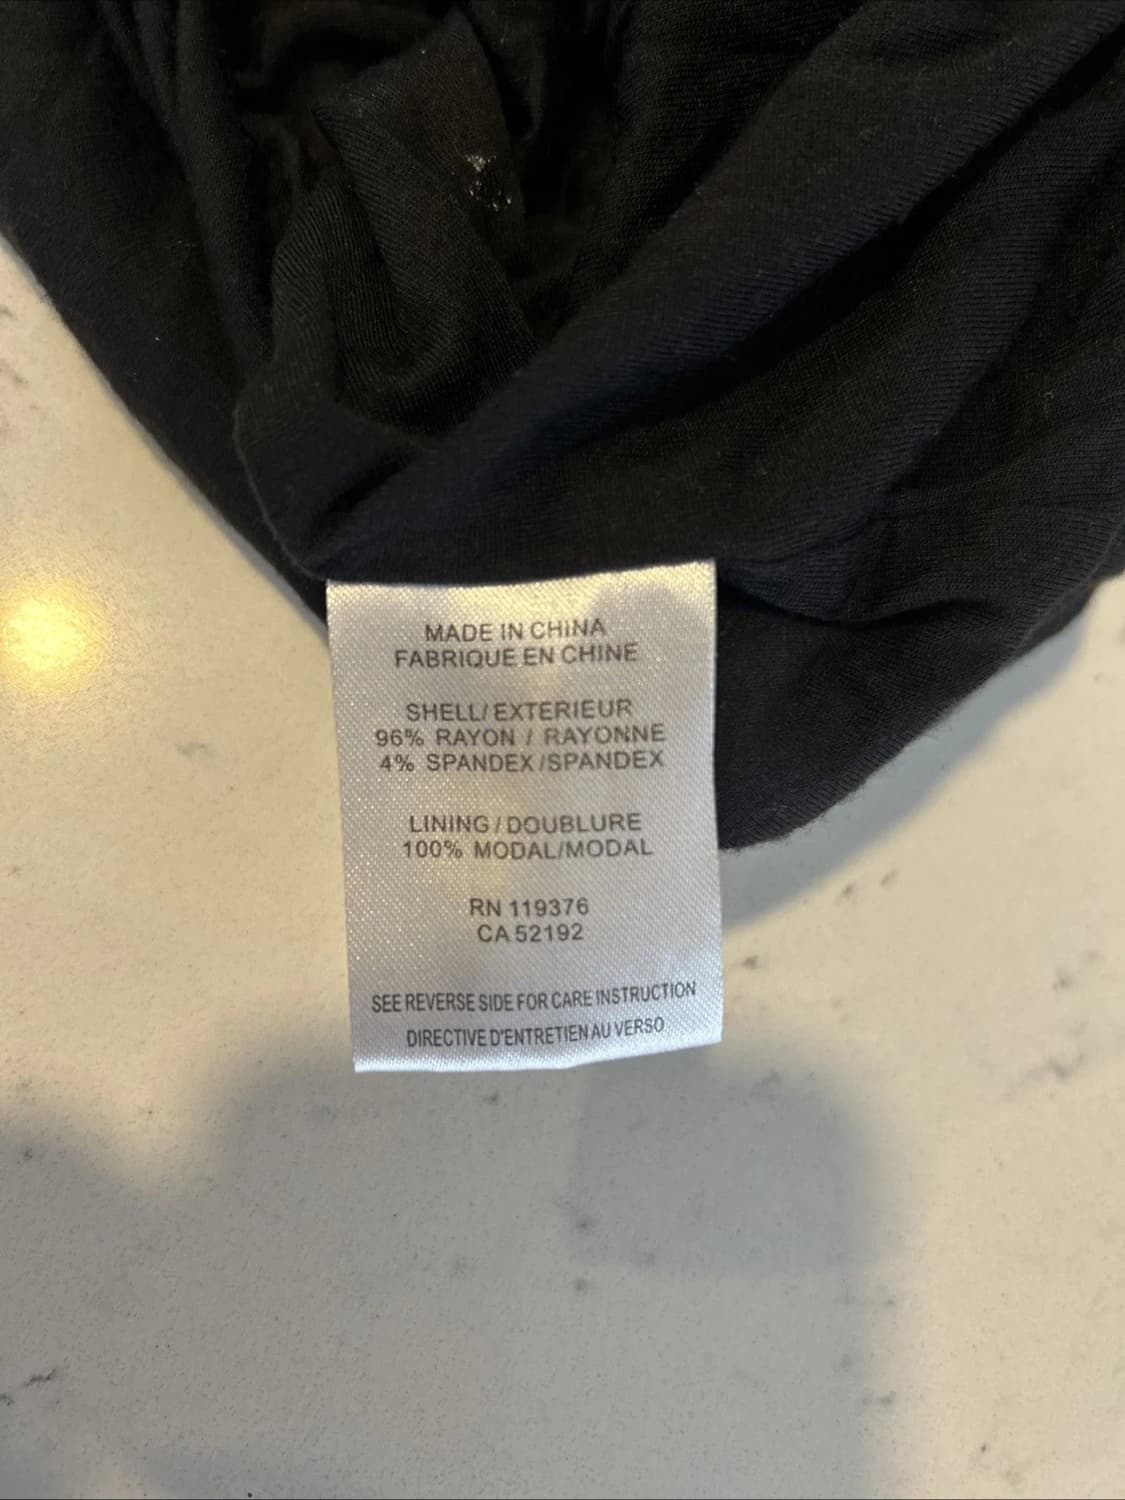 MADE IN CHINA
FABRIQUE EN CHINE
SHELL/EXTERIEUR
96% RAYON / RAYONNE
4% SPANDEX/SPANDEX
LINING/DOUBLURE
100% MODAL/MODAL
RN 119376
CA 52192
SEE REVERSE SIDE FOR CARE INSTRUCTION
DIRECTIVE D'ENTRETIEN AU VERSO